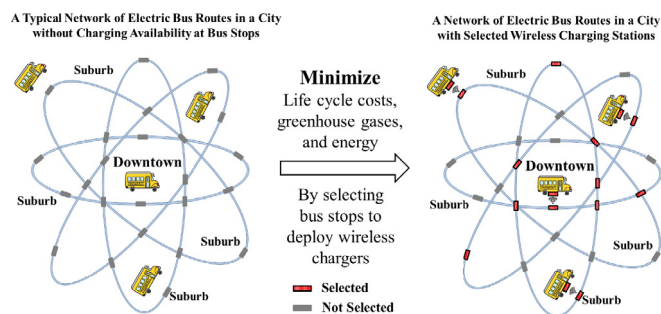 A Typical Network of Electric Bus Routes in a City
without Charging Availability at Bus Stops
Suburb
Downtown
Suburb
Suburb
Suburb
Minimize
Life cycle costs,
greenhouse gases,
and energy
By selecting
bus stops to
deploy wireless
chargers
Selected
Not Selected
A Network of Electric Bus Routes in a City
with Selected Wireless Charging Stations
Suburb
Downtown
Suburb
Suburb
Suburb